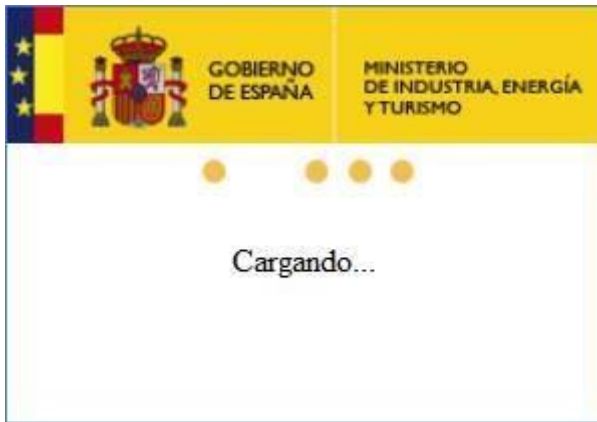 GOBIERNO
DE ESPAÑA
MINISTERIO
DE INDUSTRIA, ENERGÍA
Y TURISMO
Cargando...